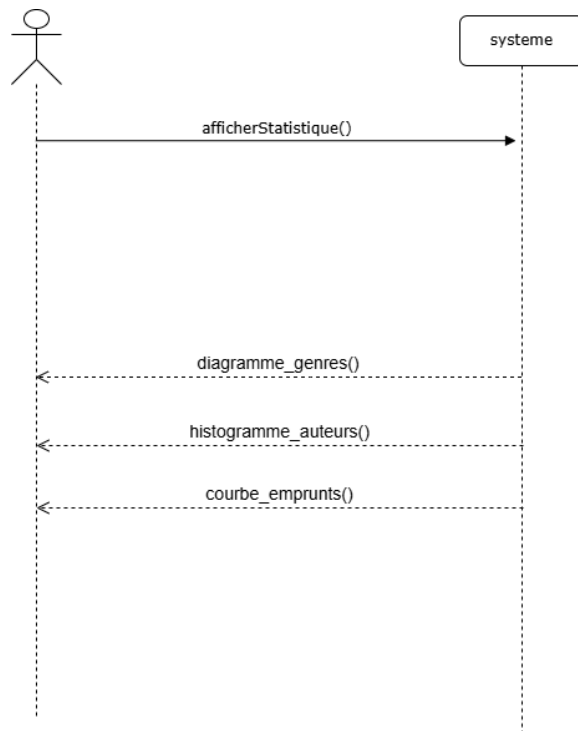 systeme
afficherStatistique()
diagramme_genres()
histogramme_auteurs()
courbe_emprunts()